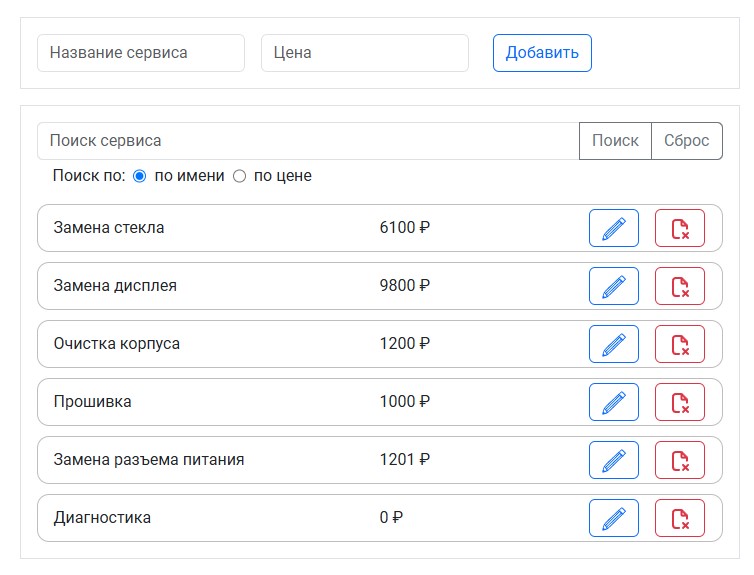 Название сервиса Цена Добавить
Поиск сервиса Поиск Сброс
Поиск по: по имени по цене
Замена стекла 6100 ₽
Замена дисплея 9800 ₽
Очистка корпуса 1200 ₽
Прошивка 1000 ₽
Замена разъема питания 1201 ₽
Диагностика 0 ₽